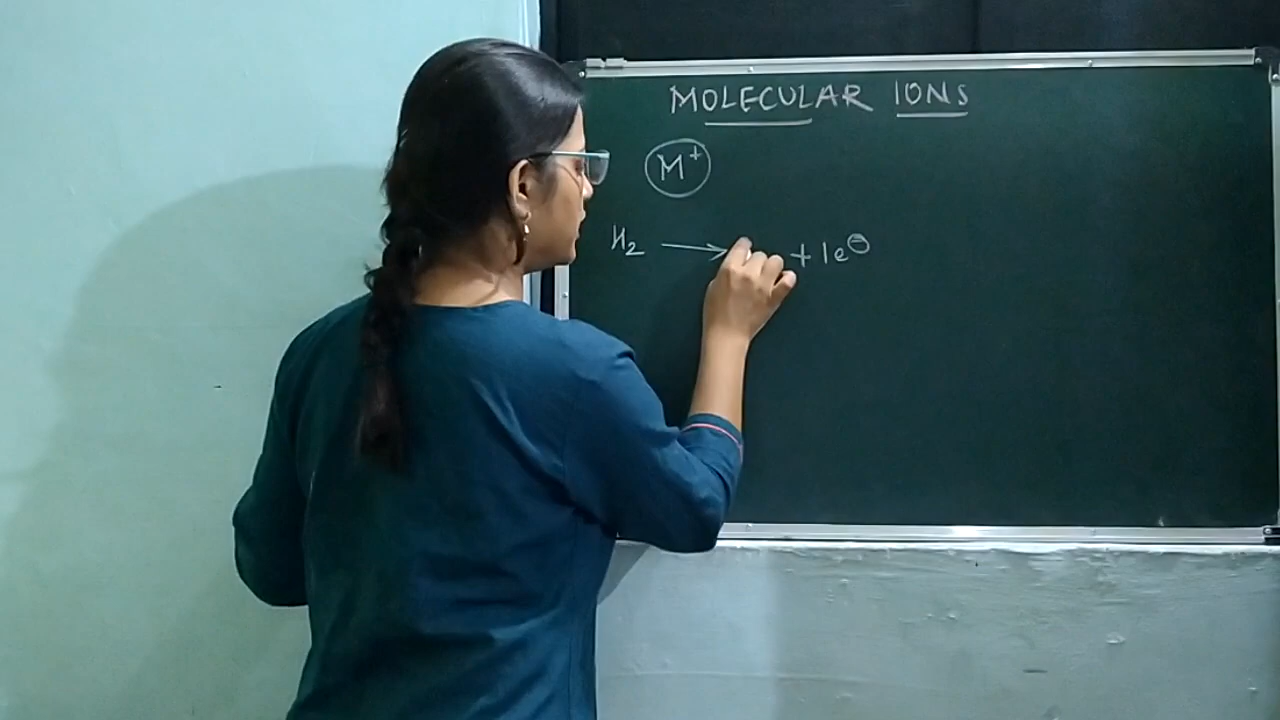 MOLECULAR IONS
M⁺
H₂ → + 1e⊖